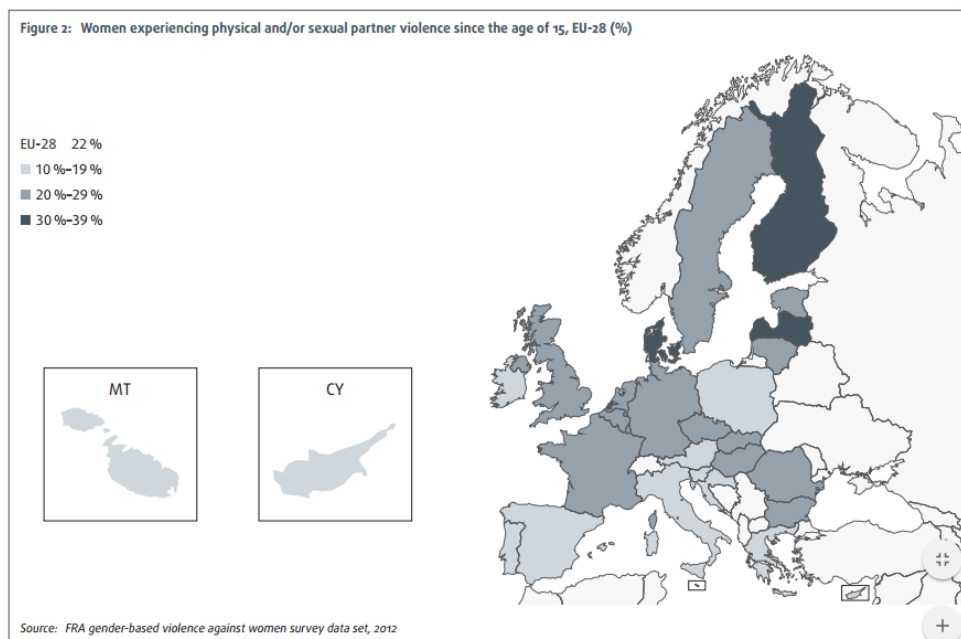 Figure 2: Women experiencing physical and/or sexual partner violence since the age of 15, EU-28 (%)
EU-28 22 %
10 %–19 %
20 %–29 %
30 %–39 %
MT
CY
Source: FRA gender-based violence against women survey data set, 2012